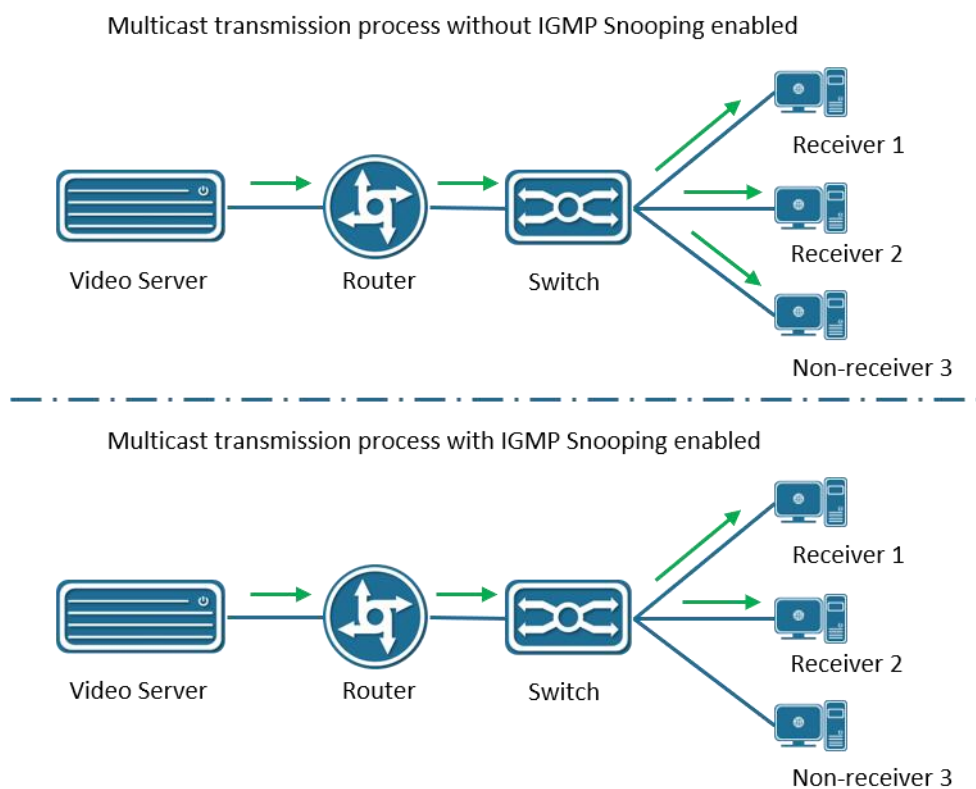 Multicast transmission process without IGMP Snooping enabled
Receiver 1
Video Server
Router
Switch
Receiver 2
Non-receiver 3
Multicast transmission process with IGMP Snooping enabled
Receiver 1
Video Server
Router
Switch
Receiver 2
Non-receiver 3